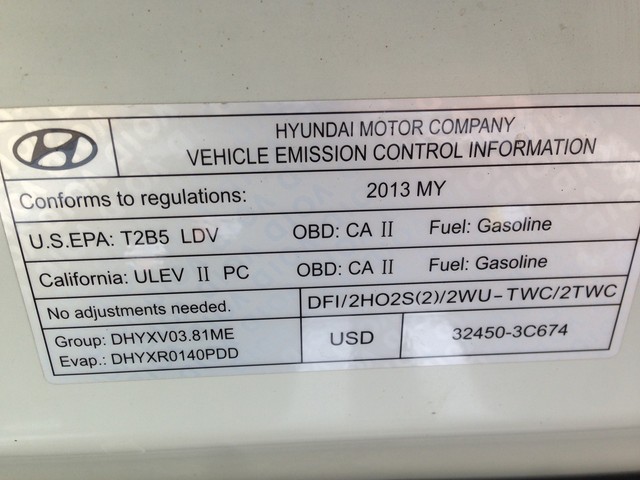 HYUNDAI MOTOR COMPANY
VEHICLE EMISSION CONTROL INFORMATION
Conforms to regulations: 2013 MY
U.S.EPA: T2B5 LDV OBD: CA II Fuel: Gasoline
California: ULEV II PC OBD: CA II Fuel: Gasoline
No adjustments needed. DFI/2HO2S(2)/2WU-TWC/2TWC
Group: DHYXV03.81ME
Evap.: DHYXR0140PDD
USD 32450-3C674